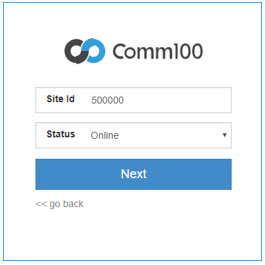 Comm100
Site Id 500000
Status Online
Next
<< go back